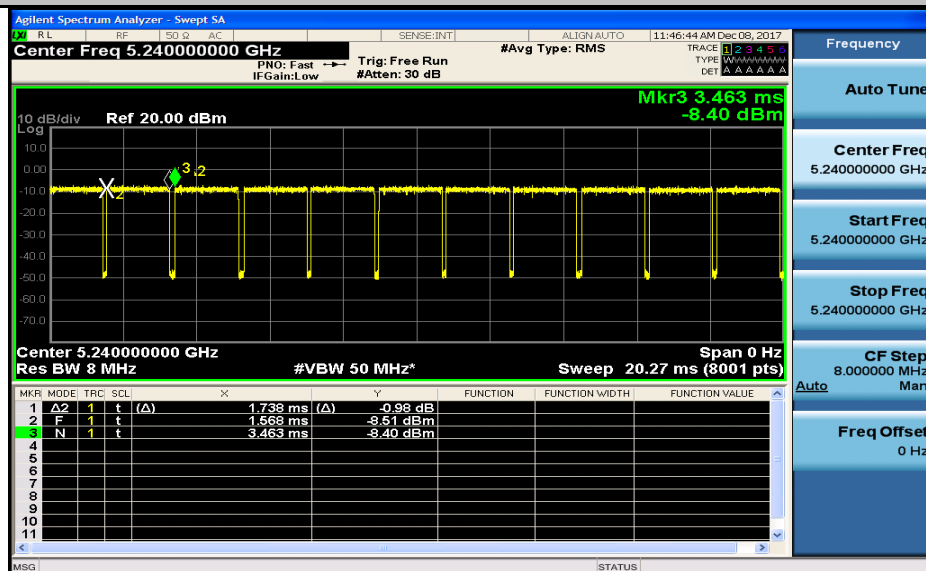 Agilent Spectrum Analyzer - Swept SA
LXI RL RF 50 Ω AC SENSE:INT ALIGN AUTO 11:46:44 AM Dec 08, 2017
Center Freq 5.240000000 GHz
#Avg Type: RMS
TRACE 1 2 3 4 5 6
PNO: Fast Trig: Free Run
TYPE
IFGain:Low #Atten: 30 dB
DET A A A A A A
Mkr3 3.463 ms
-8.40 dBm
10 dB/div Ref 20.00 dBm
Log
10.0
0.00
-10.0
-20.0
-30.0
-40.0
-50.0
-60.0
-70.0
3
2
X
2
Center 5.240000000 GHz Span 0 Hz
Res BW 8 MHz #VBW 50 MHz* Sweep 20.27 ms (8001 pts)
MKR MODE TRC SCL X Y FUNCTION FUNCTION WIDTH FUNCTION VALUE
1 Δ2 1 t (Δ) 1.738 ms (Δ) -0.98 dB
2 F 1 t 1.568 ms -8.51 dBm
3 N 1 t 3.463 ms -8.40 dBm
4
5
6
7
8
9
10
11
MSG STATUS
Frequency
Auto Tune
Center Freq
5.240000000 GHz
Start Freq
5.240000000 GHz
Stop Freq
5.240000000 GHz
CF Step
8.000000 MHz
Auto Man
Freq Offset
0 Hz